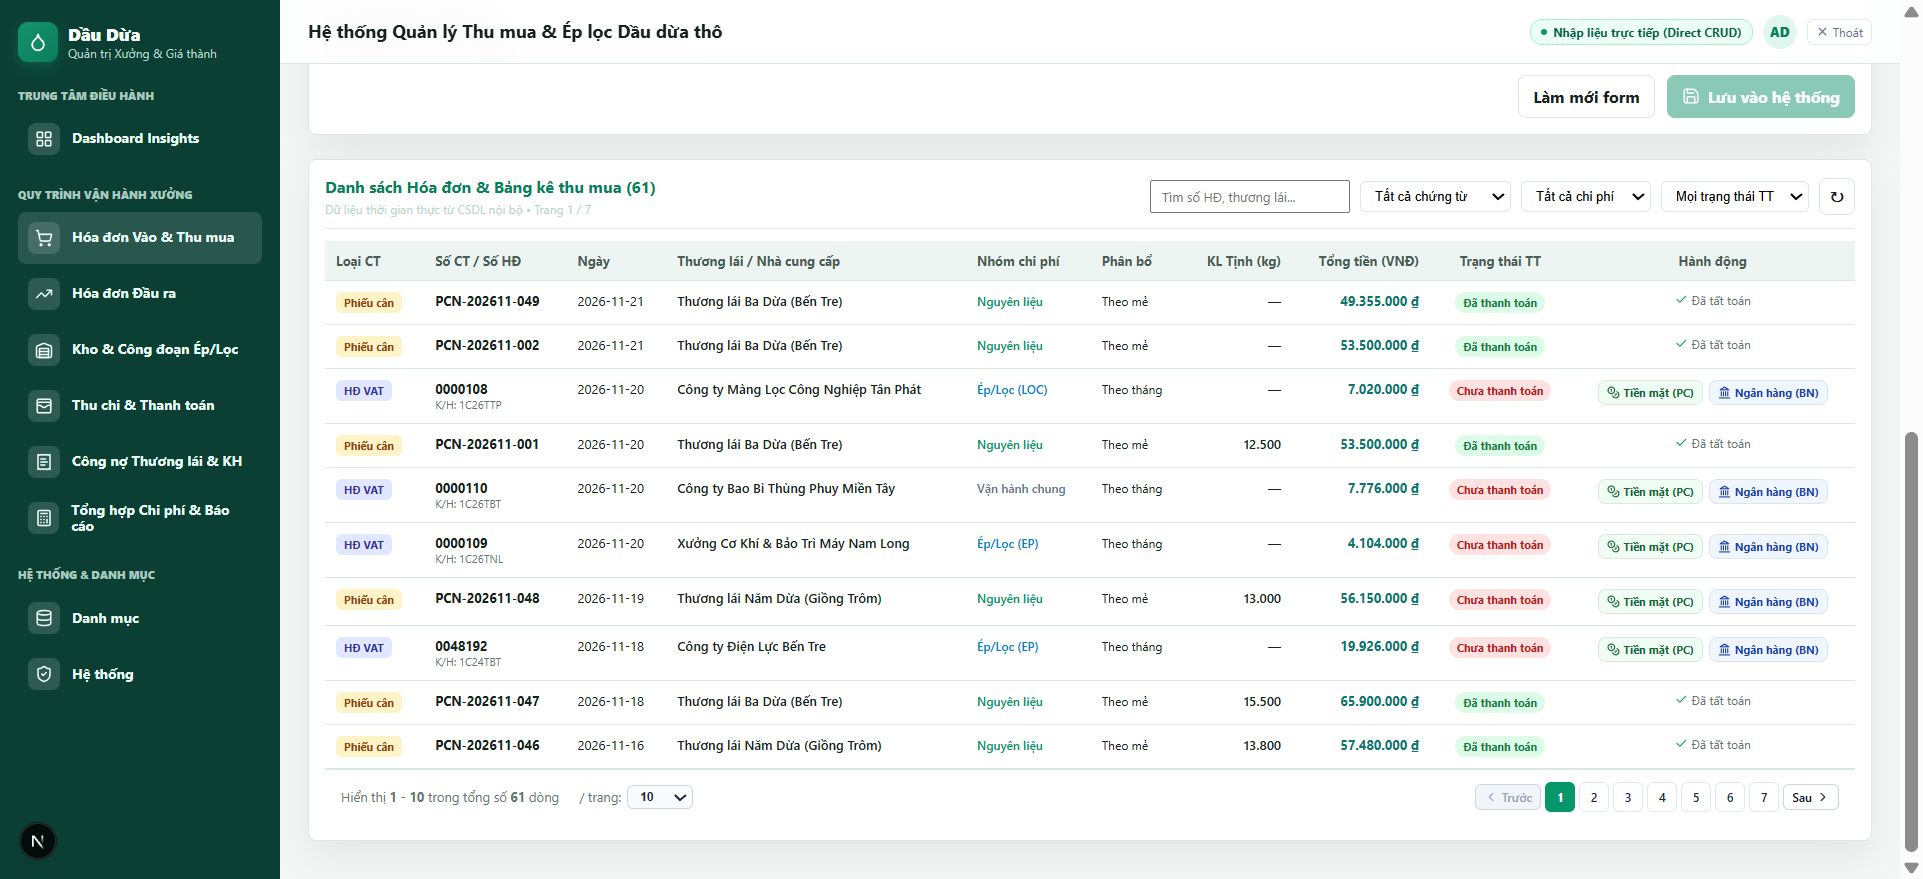 Dầu Dừa
Quản trị Xưởng & Giá thành
TRUNG TÂM ĐIỀU HÀNH
Dashboard Insights
QUY TRÌNH VẬN HÀNH XƯỞNG
Hóa đơn Vào & Thu mua
Hóa đơn Đầu ra
Kho & Công đoạn Ép/Lọc
Thu chi & Thanh toán
Công nợ Thương lái & KH
Tổng hợp Chi phí & Báo
cáo
HỆ THỐNG & DANH MỤC
Danh mục
Hệ thống
N
Hệ thống Quản lý Thu mua & Ép lọc Dầu dừa thô
Nhập liệu trực tiếp (Direct CRUD)
AD
Thoát
Làm mới form
Lưu vào hệ thống
Danh sách Hóa đơn & Bảng kê thu mua (61)
Dữ liệu thời gian thực từ CSDL nội bộ • Trang 1 / 7
Tìm số HĐ, thương lái...
Tất cả chứng từ
Tất cả chi phí
Mọi trạng thái TT
Loại CT Số CT / Số HĐ Ngày Thương lái / Nhà cung cấp Nhóm chi phí Phân bổ KL Tịnh (kg) Tổng tiền (VNĐ) Trạng thái TT Hành động
Phiếu cân PCN-202611-049 2026-11-21 Thương lái Ba Dừa (Bến Tre) Nguyên liệu Theo mẻ — 49.355.000 ₫ Đã thanh toán Đã tất toán
Phiếu cân PCN-202611-002 2026-11-21 Thương lái Ba Dừa (Bến Tre) Nguyên liệu Theo mẻ — 53.500.000 ₫ Đã thanh toán Đã tất toán
HĐ VAT 0000108 2026-11-20 Công ty Màng Lọc Công Nghiệp Tân Phát Ép/Lọc (LOC) Theo tháng — 7.020.000 ₫ Chưa thanh toán Tiền mặt (PC) Ngân hàng (BN)
K/H: 1C26TTP
Phiếu cân PCN-202611-001 2026-11-20 Thương lái Ba Dừa (Bến Tre) Nguyên liệu Theo mẻ 12.500 53.500.000 ₫ Đã thanh toán Đã tất toán
HĐ VAT 0000110 2026-11-20 Công ty Bao Bì Thùng Phuy Miền Tây Vận hành chung Theo tháng — 7.776.000 ₫ Chưa thanh toán Tiền mặt (PC) Ngân hàng (BN)
K/H: 1C26TBT
HĐ VAT 0000109 2026-11-20 Xưởng Cơ Khí & Bảo Trì Máy Nam Long Ép/Lọc (EP) Theo tháng — 4.104.000 ₫ Chưa thanh toán Tiền mặt (PC) Ngân hàng (BN)
K/H: 1C26TNL
Phiếu cân PCN-202611-048 2026-11-19 Thương lái Năm Dừa (Giồng Trôm) Nguyên liệu Theo mẻ 13.000 56.150.000 ₫ Chưa thanh toán Tiền mặt (PC) Ngân hàng (BN)
HĐ VAT 0048192 2026-11-18 Công ty Điện Lực Bến Tre Ép/Lọc (EP) Theo tháng — 19.926.000 ₫ Chưa thanh toán Tiền mặt (PC) Ngân hàng (BN)
K/H: 1C24TBT
Phiếu cân PCN-202611-047 2026-11-18 Thương lái Ba Dừa (Bến Tre) Nguyên liệu Theo mẻ 15.500 65.900.000 ₫ Đã thanh toán Đã tất toán
Phiếu cân PCN-202611-046 2026-11-16 Thương lái Năm Dừa (Giồng Trôm) Nguyên liệu Theo mẻ 13.800 57.480.000 ₫ Đã thanh toán Đã tất toán
Hiển thị 1 - 10 trong tổng số 61 dòng / trang: 10
Trước 1 2 3 4 5 6 7 Sau